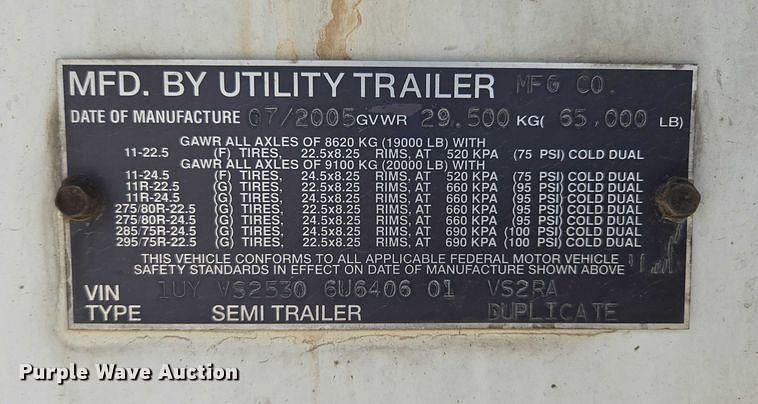 MFD. BY UTILITY TRAILER MFG CO.
DATE OF MANUFACTURE 07/2005 GVWR 29.500 KG( 65,000 LB)
GAWR ALL AXLES OF 8620 KG (19000 LB) WITH
11-22.5 (F) TIRES, 22.5x8.25 RIMS, AT 520 KPA (75 PSI) COLD DUAL
GAWR ALL AXLES OF 9100 KG (20000 LB) WITH
11-24.5 (F) TIRES, 24.5x8.25 RIMS, AT 520 KPA (75 PSI) COLD DUAL
11R-22.5 (G) TIRES, 22.5x8.25 RIMS, AT 660 KPA (95 PSI) COLD DUAL
11R-24.5 (G) TIRES, 24.5x8.25 RIMS, AT 660 KPA (95 PSI) COLD DUAL
275/80R-22.5 (G) TIRES, 22.5x8.25 RIMS, AT 660 KPA (95 PSI) COLD DUAL
275/80R-24.5 (G) TIRES, 24.5x8.25 RIMS, AT 660 KPA (95 PSI) COLD DUAL
285/75R-24.5 (G) TIRES, 24.5x8.25 RIMS, AT 690 KPA (100 PSI) COLD DUAL
295/75R-22.5 (G) TIRES, 22.5x8.25 RIMS, AT 690 KPA (100 PSI) COLD DUAL
THIS VEHICLE CONFORMS TO ALL APPLICABLE FEDERAL MOTOR VEHICLE
SAFETY STANDARDS IN EFFECT ON DATE OF MANUFACTURE SHOWN ABOVE
VIN 1UY VS2530 6U6406 01 VS2RA
TYPE SEMI TRAILER DUPLICATE
Purple Wave Auction